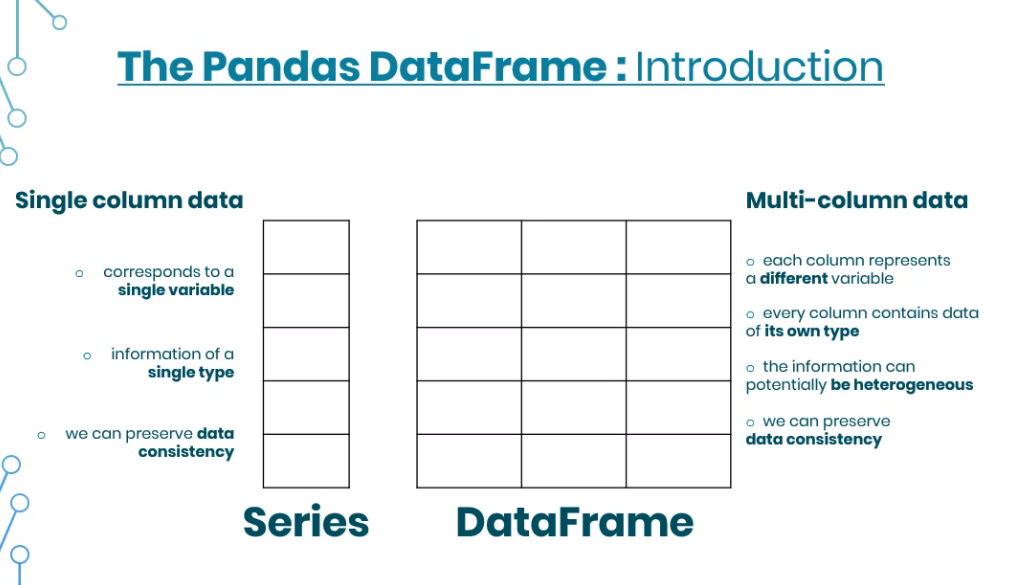 The Pandas DataFrame : Introduction
Single column data
○ corresponds to a
single variable
○ information of a
single type
○ we can preserve data
consistency
Series
DataFrame
Multi-column data
○ each column represents
a different variable
○ every column contains data
of its own type
○ the information can
potentially be heterogeneous
○ we can preserve
data consistency